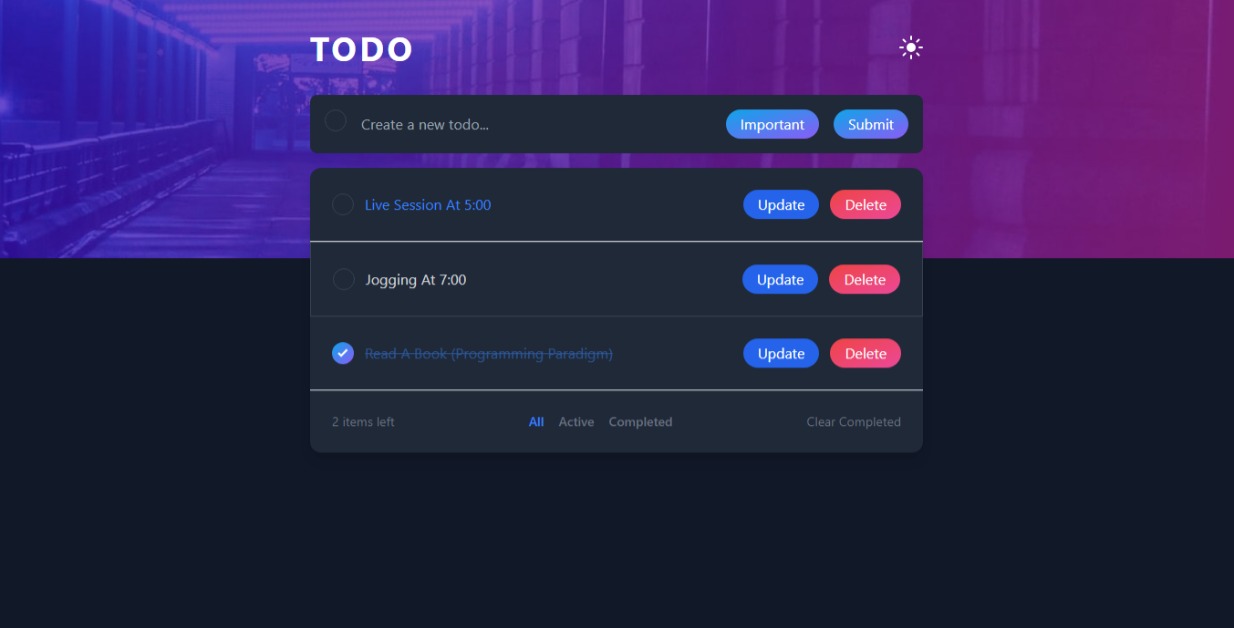 TODO
Create a new todo... Important Submit
Live Session At 5:00 Update Delete
Jogging At 7:00 Update Delete
Read A Book (Programming Paradigm) Update Delete
2 items left All Active Completed Clear Completed